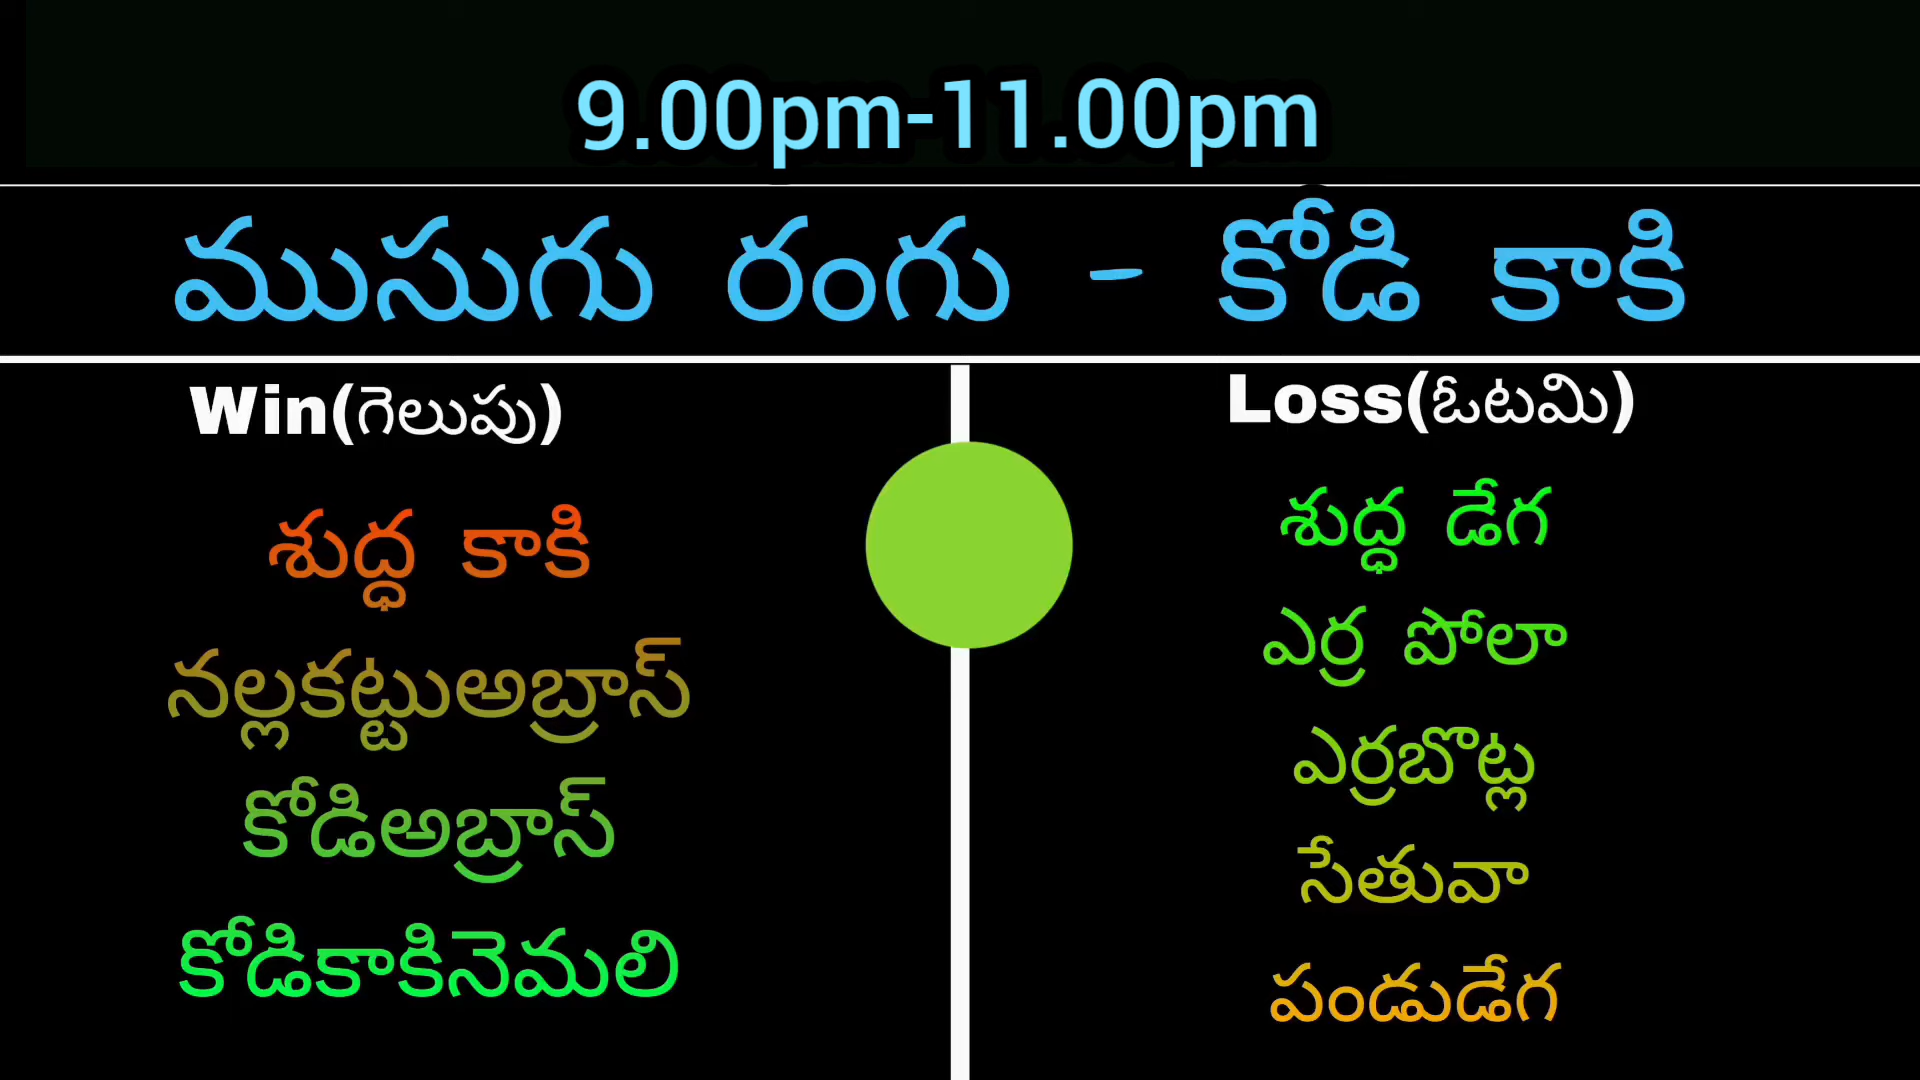 9.00pm-11.00pm
ముసుగు రంగు - కోడి కాకి
Win(గెలుపు)
శుద్ధ కాకి
నల్లకట్టుఅబ్రాస్
కోడిఅబ్రాస్
కోడికాకినెమలి
Loss(ఓటమి)
శుద్ధ డేగ
ఎర్ర పోలా
ఎర్రబొట్ల
సేతువా
పండుడేగ